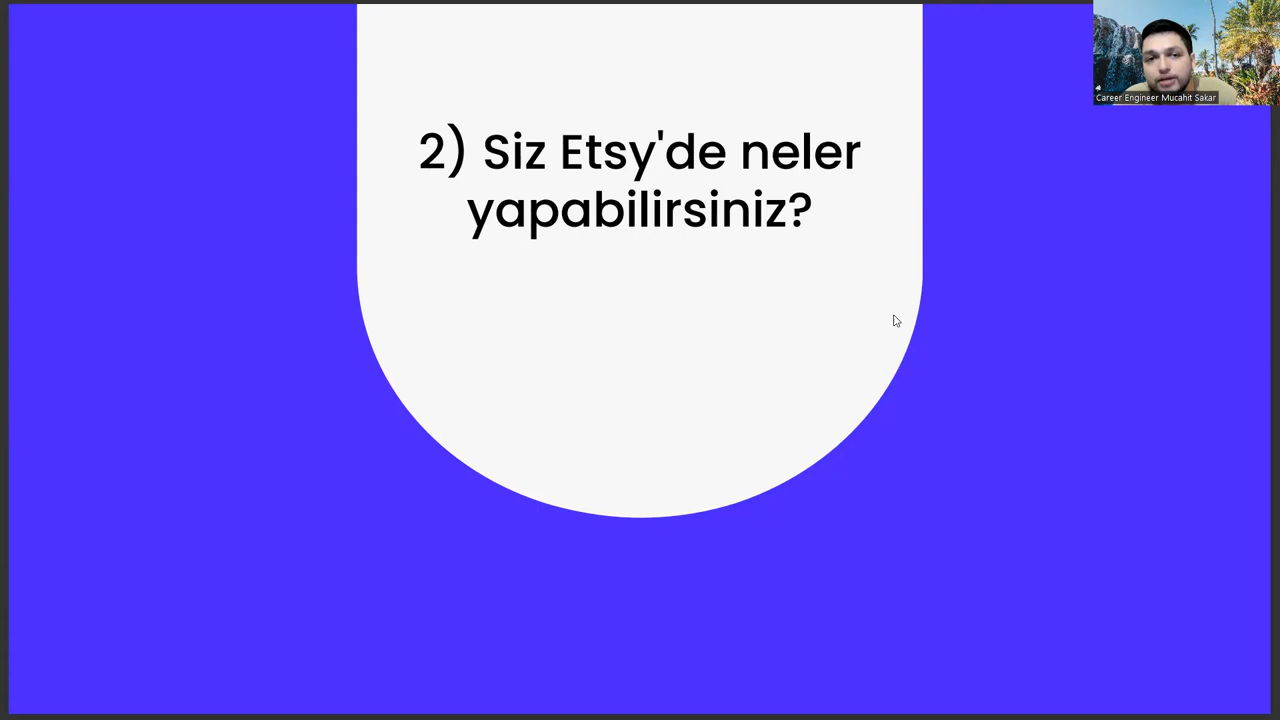 Career Engineer Mucahit Sakar
2) Siz Etsy'de neler
yapabilirsiniz?